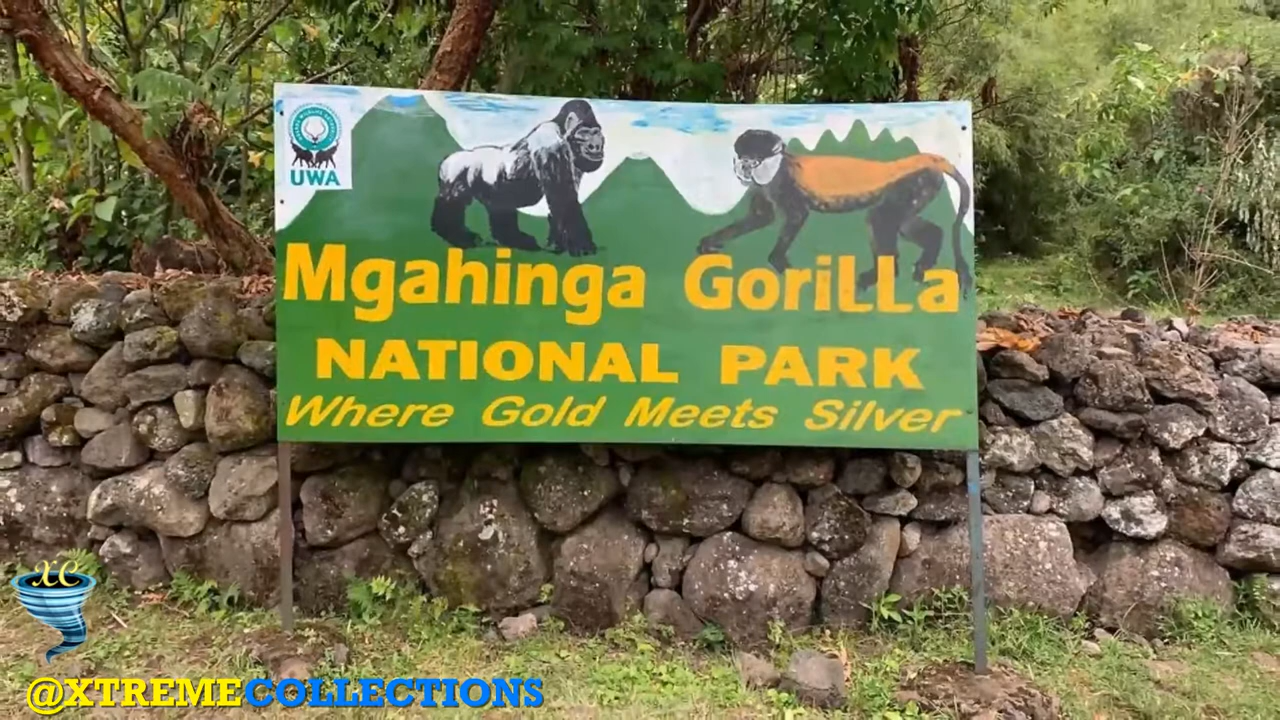 UWA
Mgahinga GoriLLa
NATIONAL PARK
Where Gold Meets Silver
XC
@XTREMECOLLECTIONS